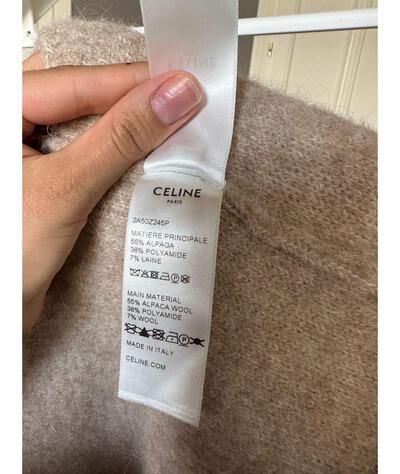 CELINE
PARIS
2A50Z245P
MATIERE PRINCIPALE
55% ALPAGA
38% POLYAMIDE
7% LAINE
MAIN MATERIAL
55% ALPACA WOOL
38% POLYAMIDE
7% WOOL
MADE IN ITALY
CELINE.COM